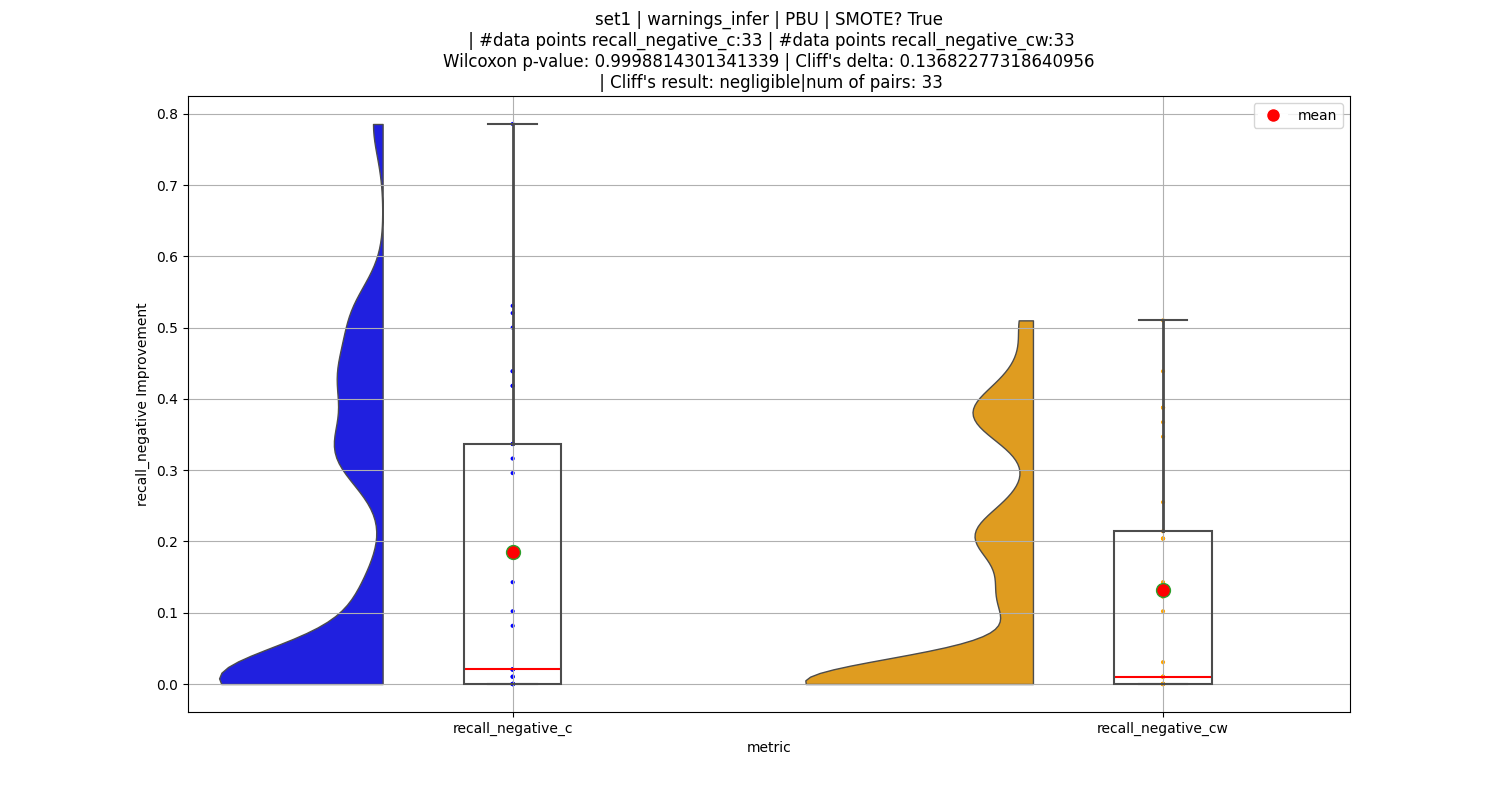 set1 | warnings_infer | PBU | SMOTE? True
| #data points recall_negative_c:33 | #data points recall_negative_cw:33
Wilcoxon p-value: 0.9998814301341339 | Cliff's delta: 0.13682277318640956
| Cliff's result: negligible|num of pairs: 33
mean
0.8
0.7
0.6
0.5
0.4
0.3
0.2
0.1
0.0
recall_negative Improvement
recall_negative_c
recall_negative_cw
metric